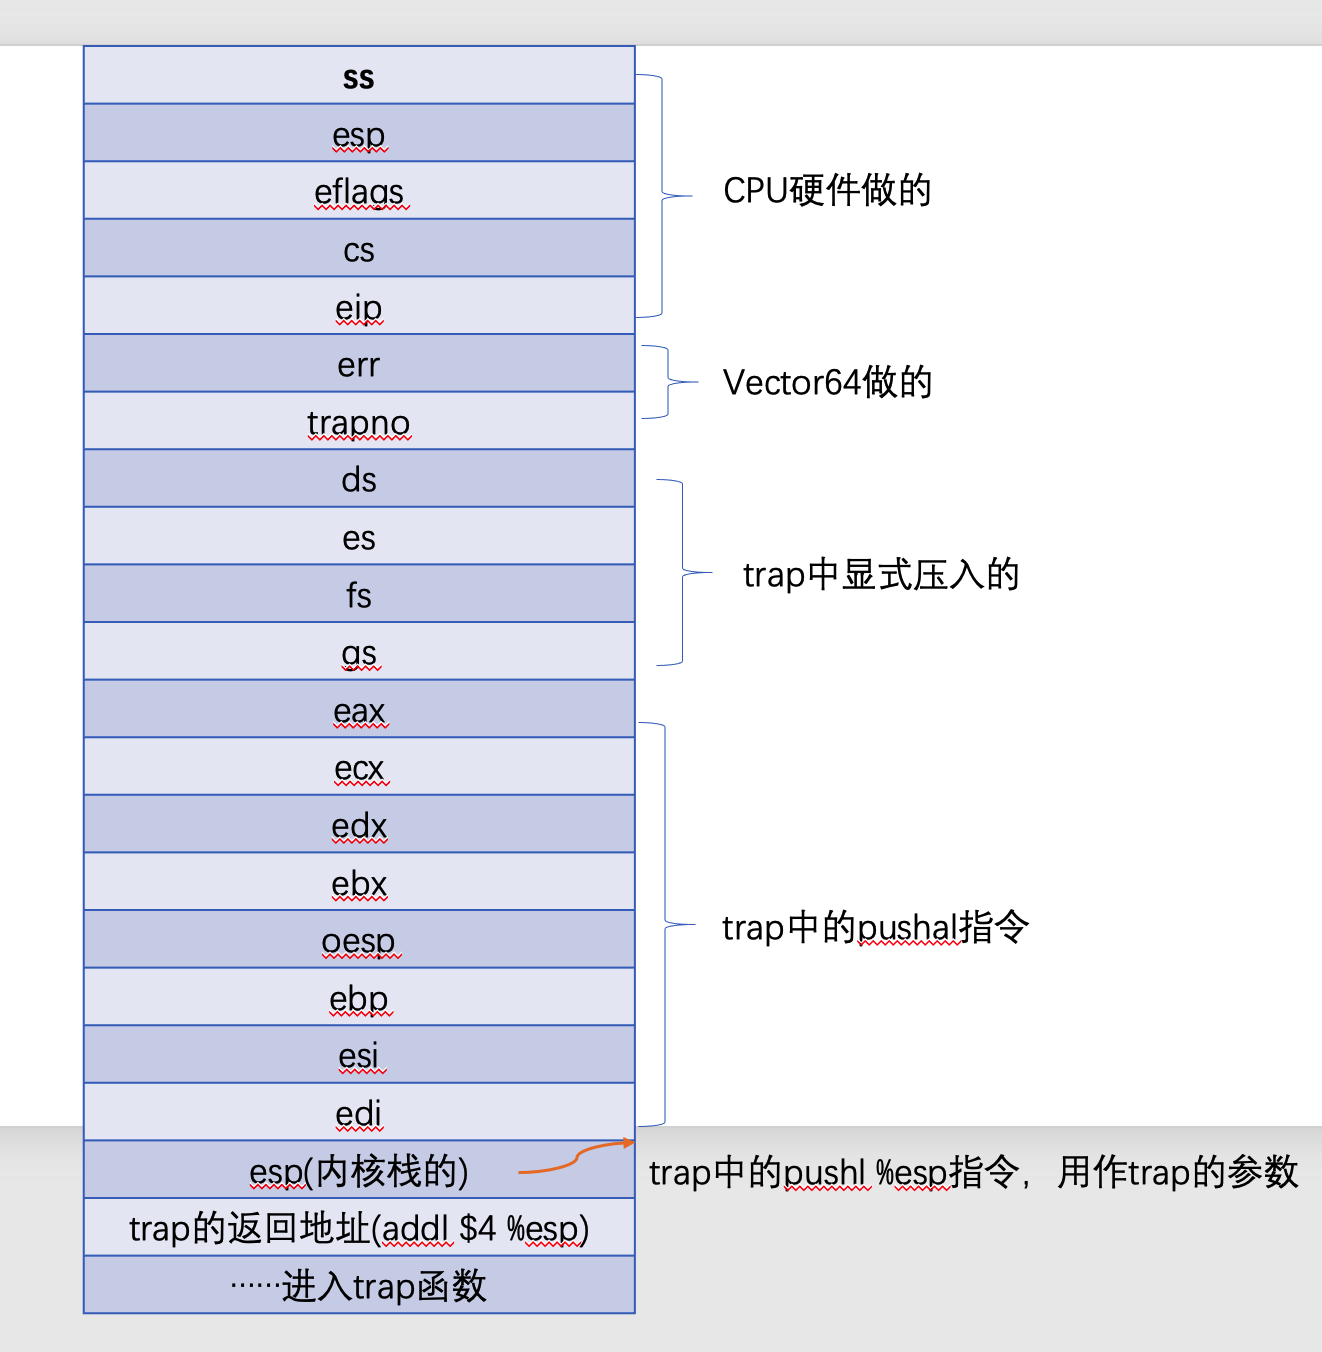 ss
esp
eflags
cs
eip
CPU硬件做的
err
trapno
Vector64做的
ds
es
fs
gs
trap中显式压入的
eax
ecx
edx
ebx
oesp
ebp
esi
edi
trap中的pushal指令
esp(内核栈的)
trap中的pushl %esp指令，用作trap的参数
trap的返回地址(addl $4 %esp)
……进入trap函数